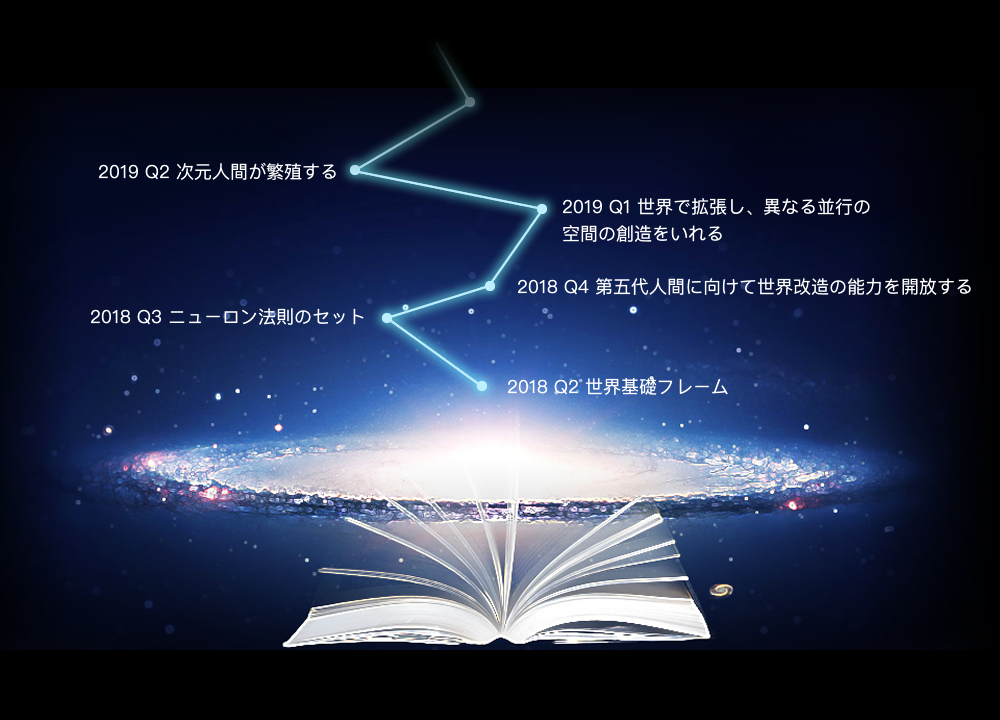 2019 Q2 次元人間が繁殖する
2019 Q1 世界で拡張し、異なる並行の
空間の創造をいれる
2018 Q4 第五代人間に向けて世界改造の能力を開放する
2018 Q3 ニューロン法則のセット
2018 Q2 世界基礎フレーム